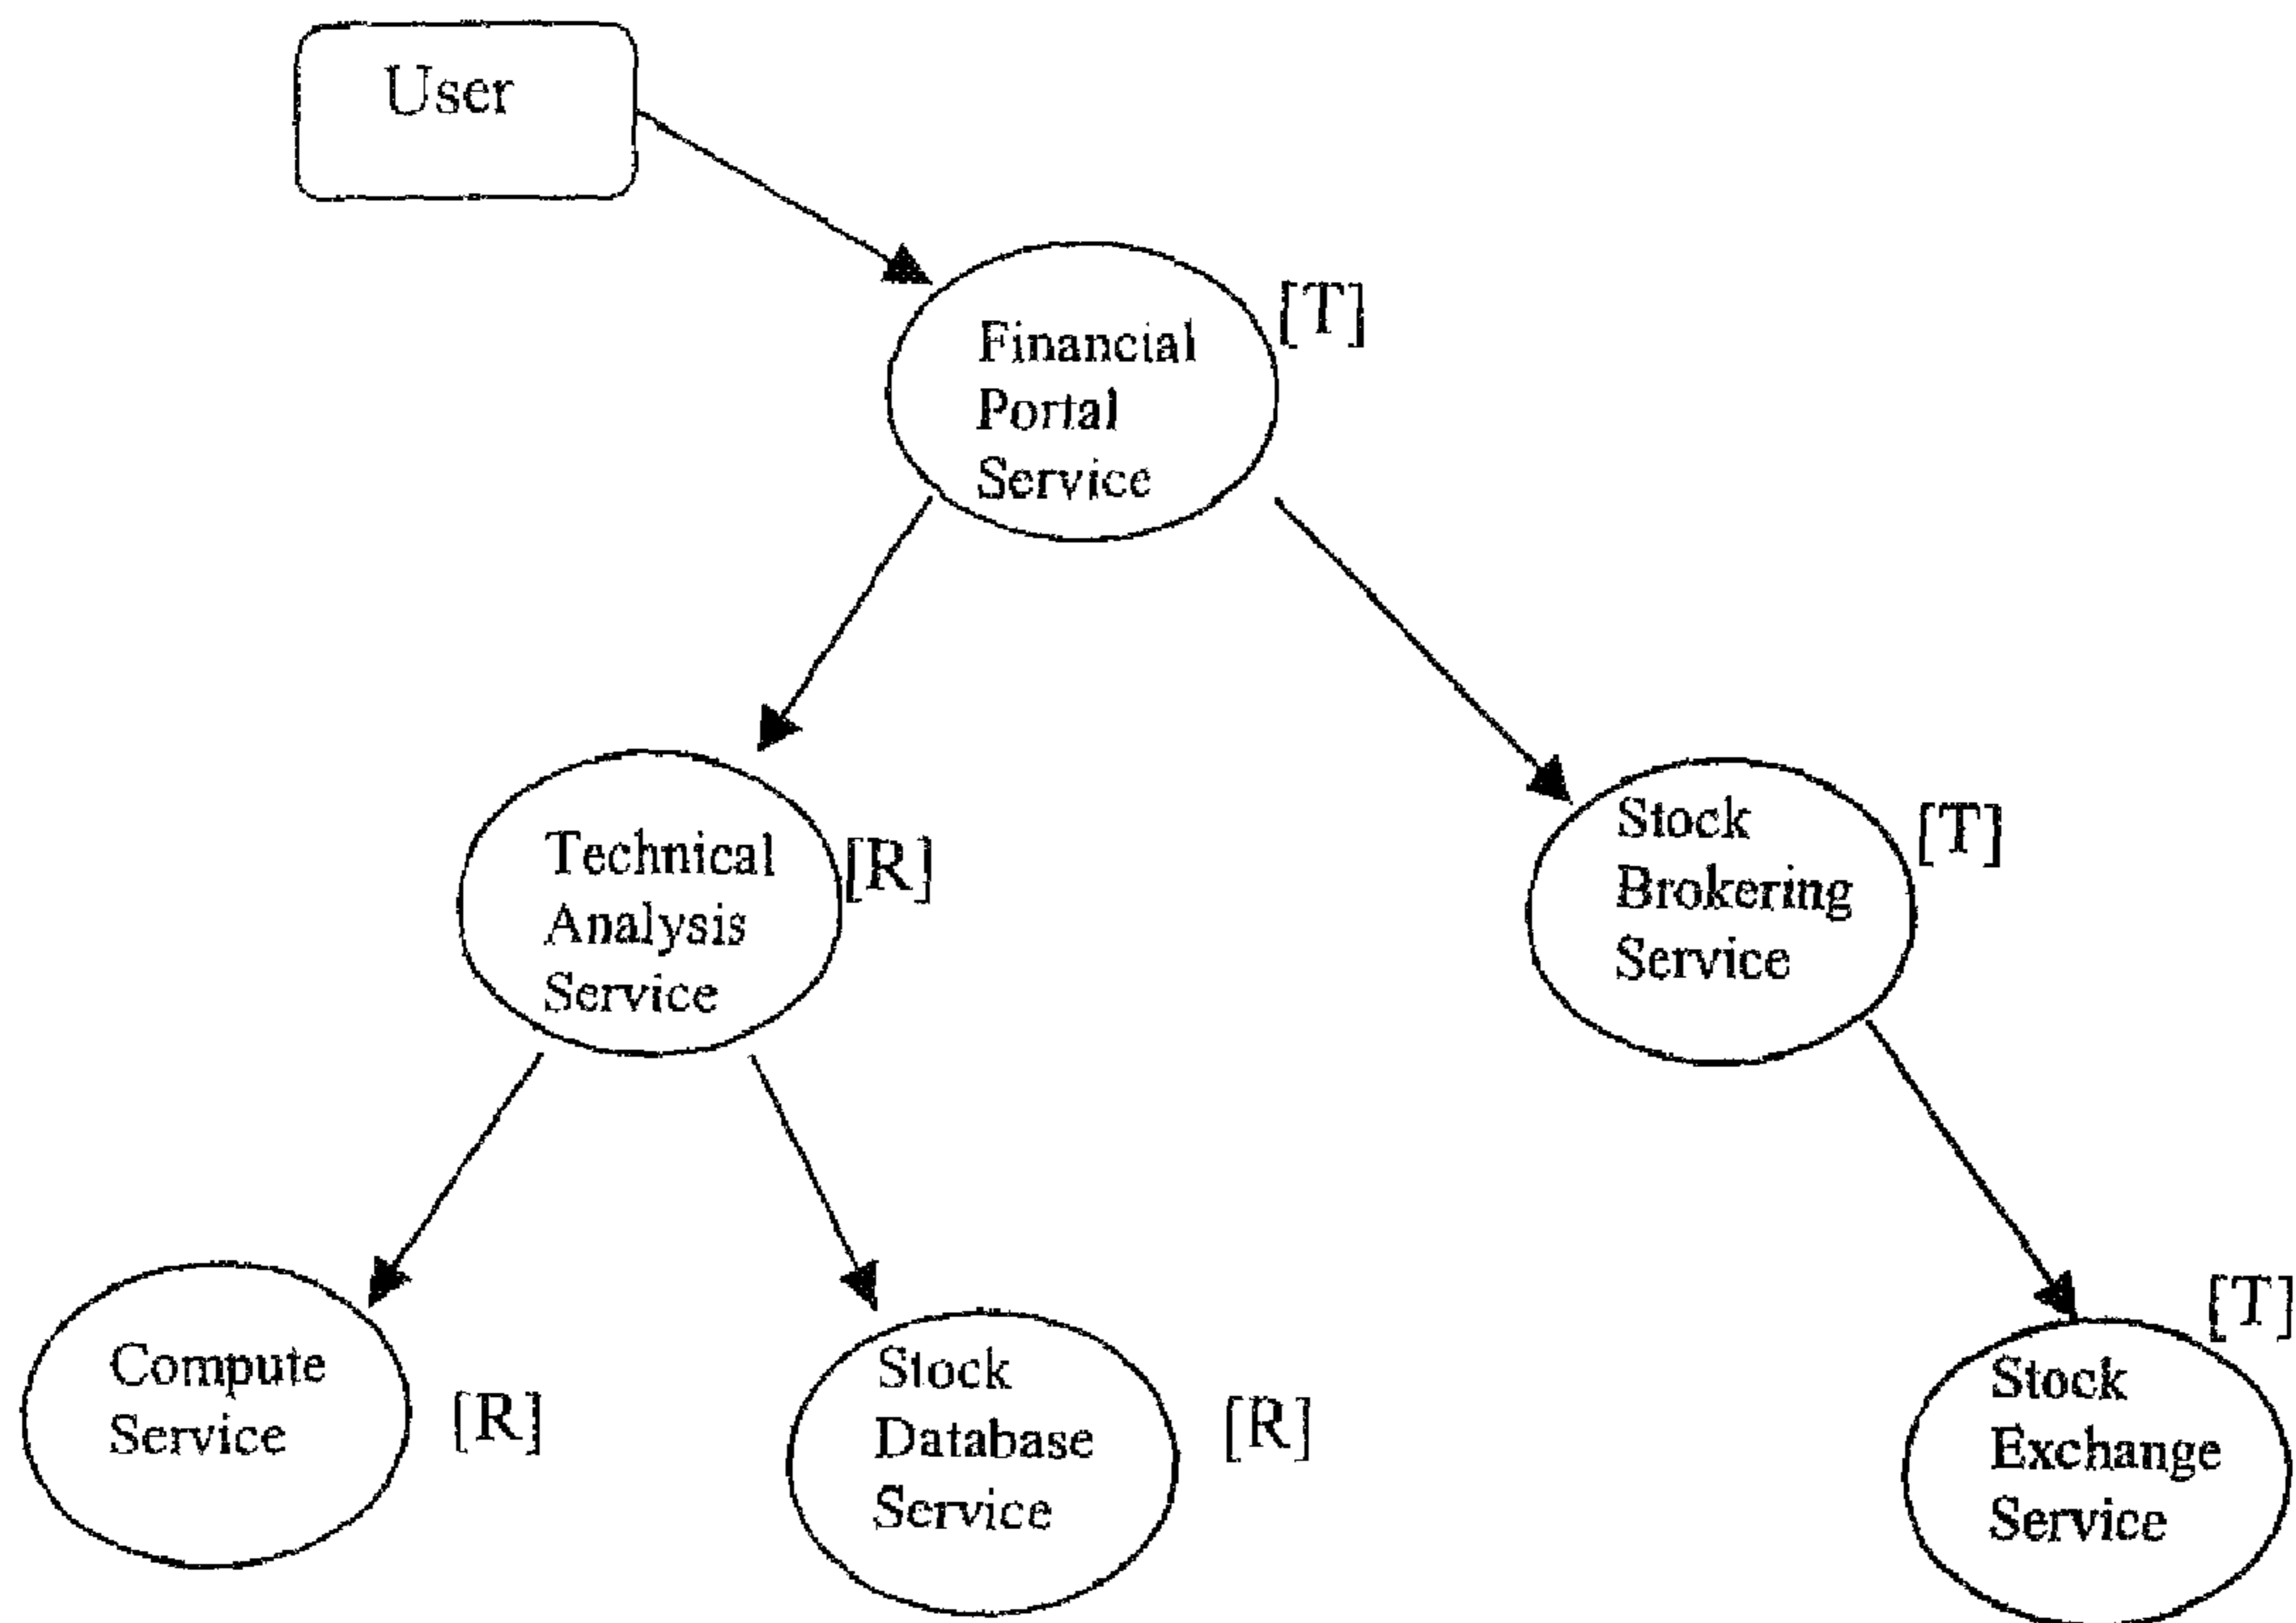 User
Financial
Portal
Service
[T]
Technical
Analysis
Service
[R]
Stock
Brokering
Service
[T]
Compute
Service
[R]
Stock
Database
Service
[R]
Stock
Exchange
Service
[T]